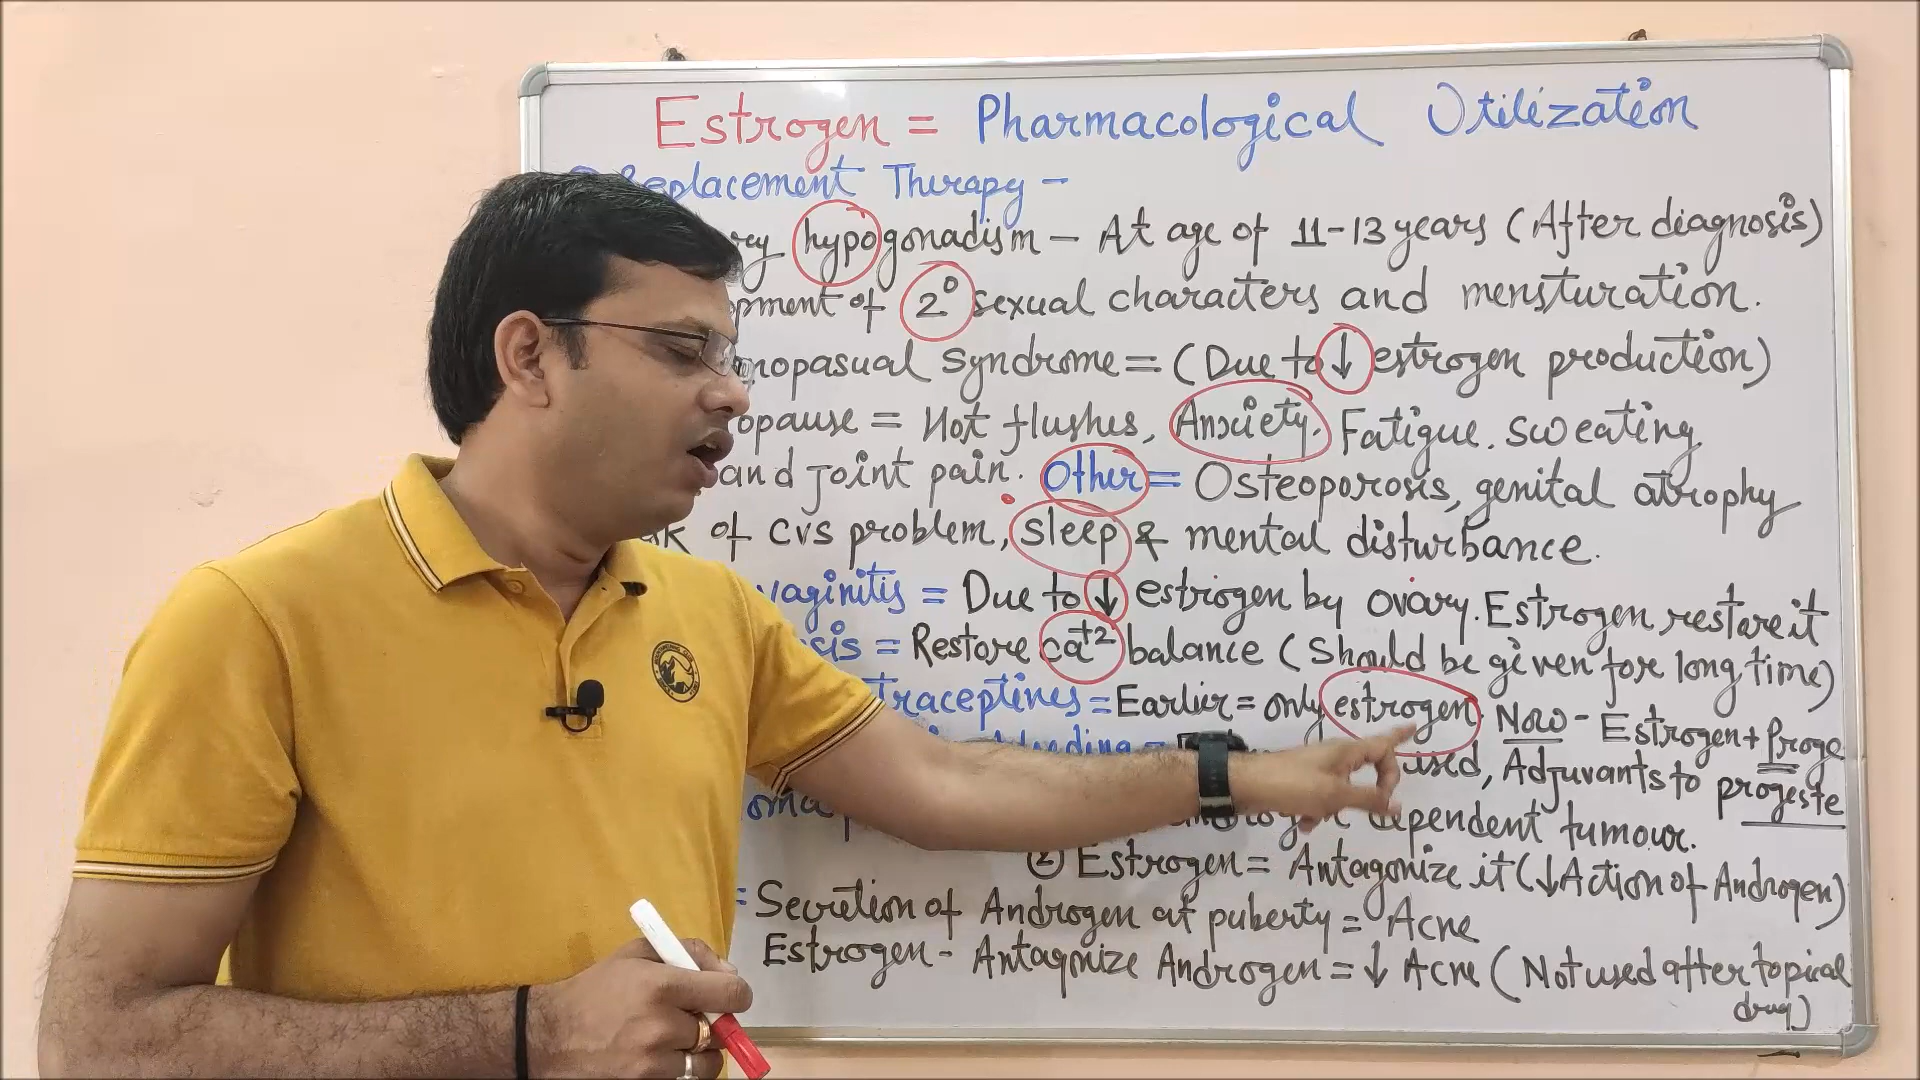 Estrogen = Pharmacological Utilization
Replacement Therapy -
hypogonadism - At age of 11-13 years (After diagnosis)
of 2° sexual characters and mensturation.
Syndrome = (Due to ↓ estrogen production)
= Hot flushes, Anxiety. Fatigue. sweating
and joint pain. Other = Osteoporosis, genital atrophy
of CVS problem, sleep & mental disturbance.
vaginitis = Due to ↓ estrogen by ovary. Estrogen restore it
= Restore ca+2 balance (should be given for long time)
= Earlier = only estrogen. Now - Estrogen + Proge
used, Adjuvants to progeste
dependent tumour.
② Estrogen = Antagonize it (↓ Action of Androgen)
= Secretion of Androgen at puberty = Acne
Estrogen - Antagonize Androgen = ↓ Acne (Not used after topical
drug)